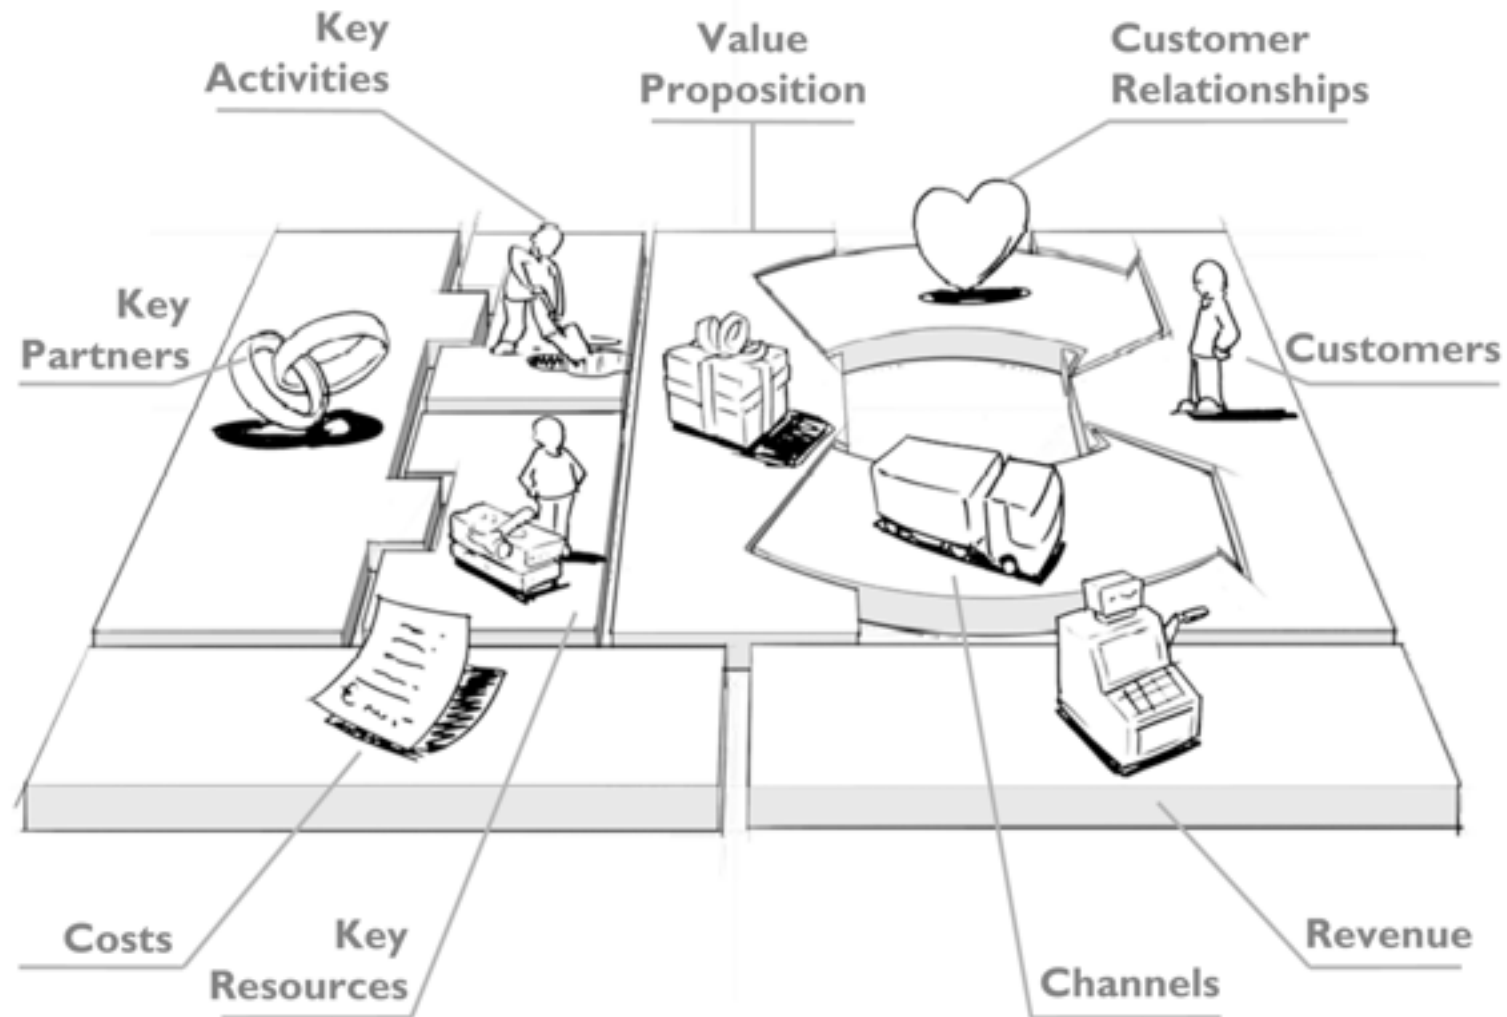 Key
Activities
Value
Proposition
Customer
Relationships
Key
Partners
Customers
Costs
Key
Resources
Channels
Revenue